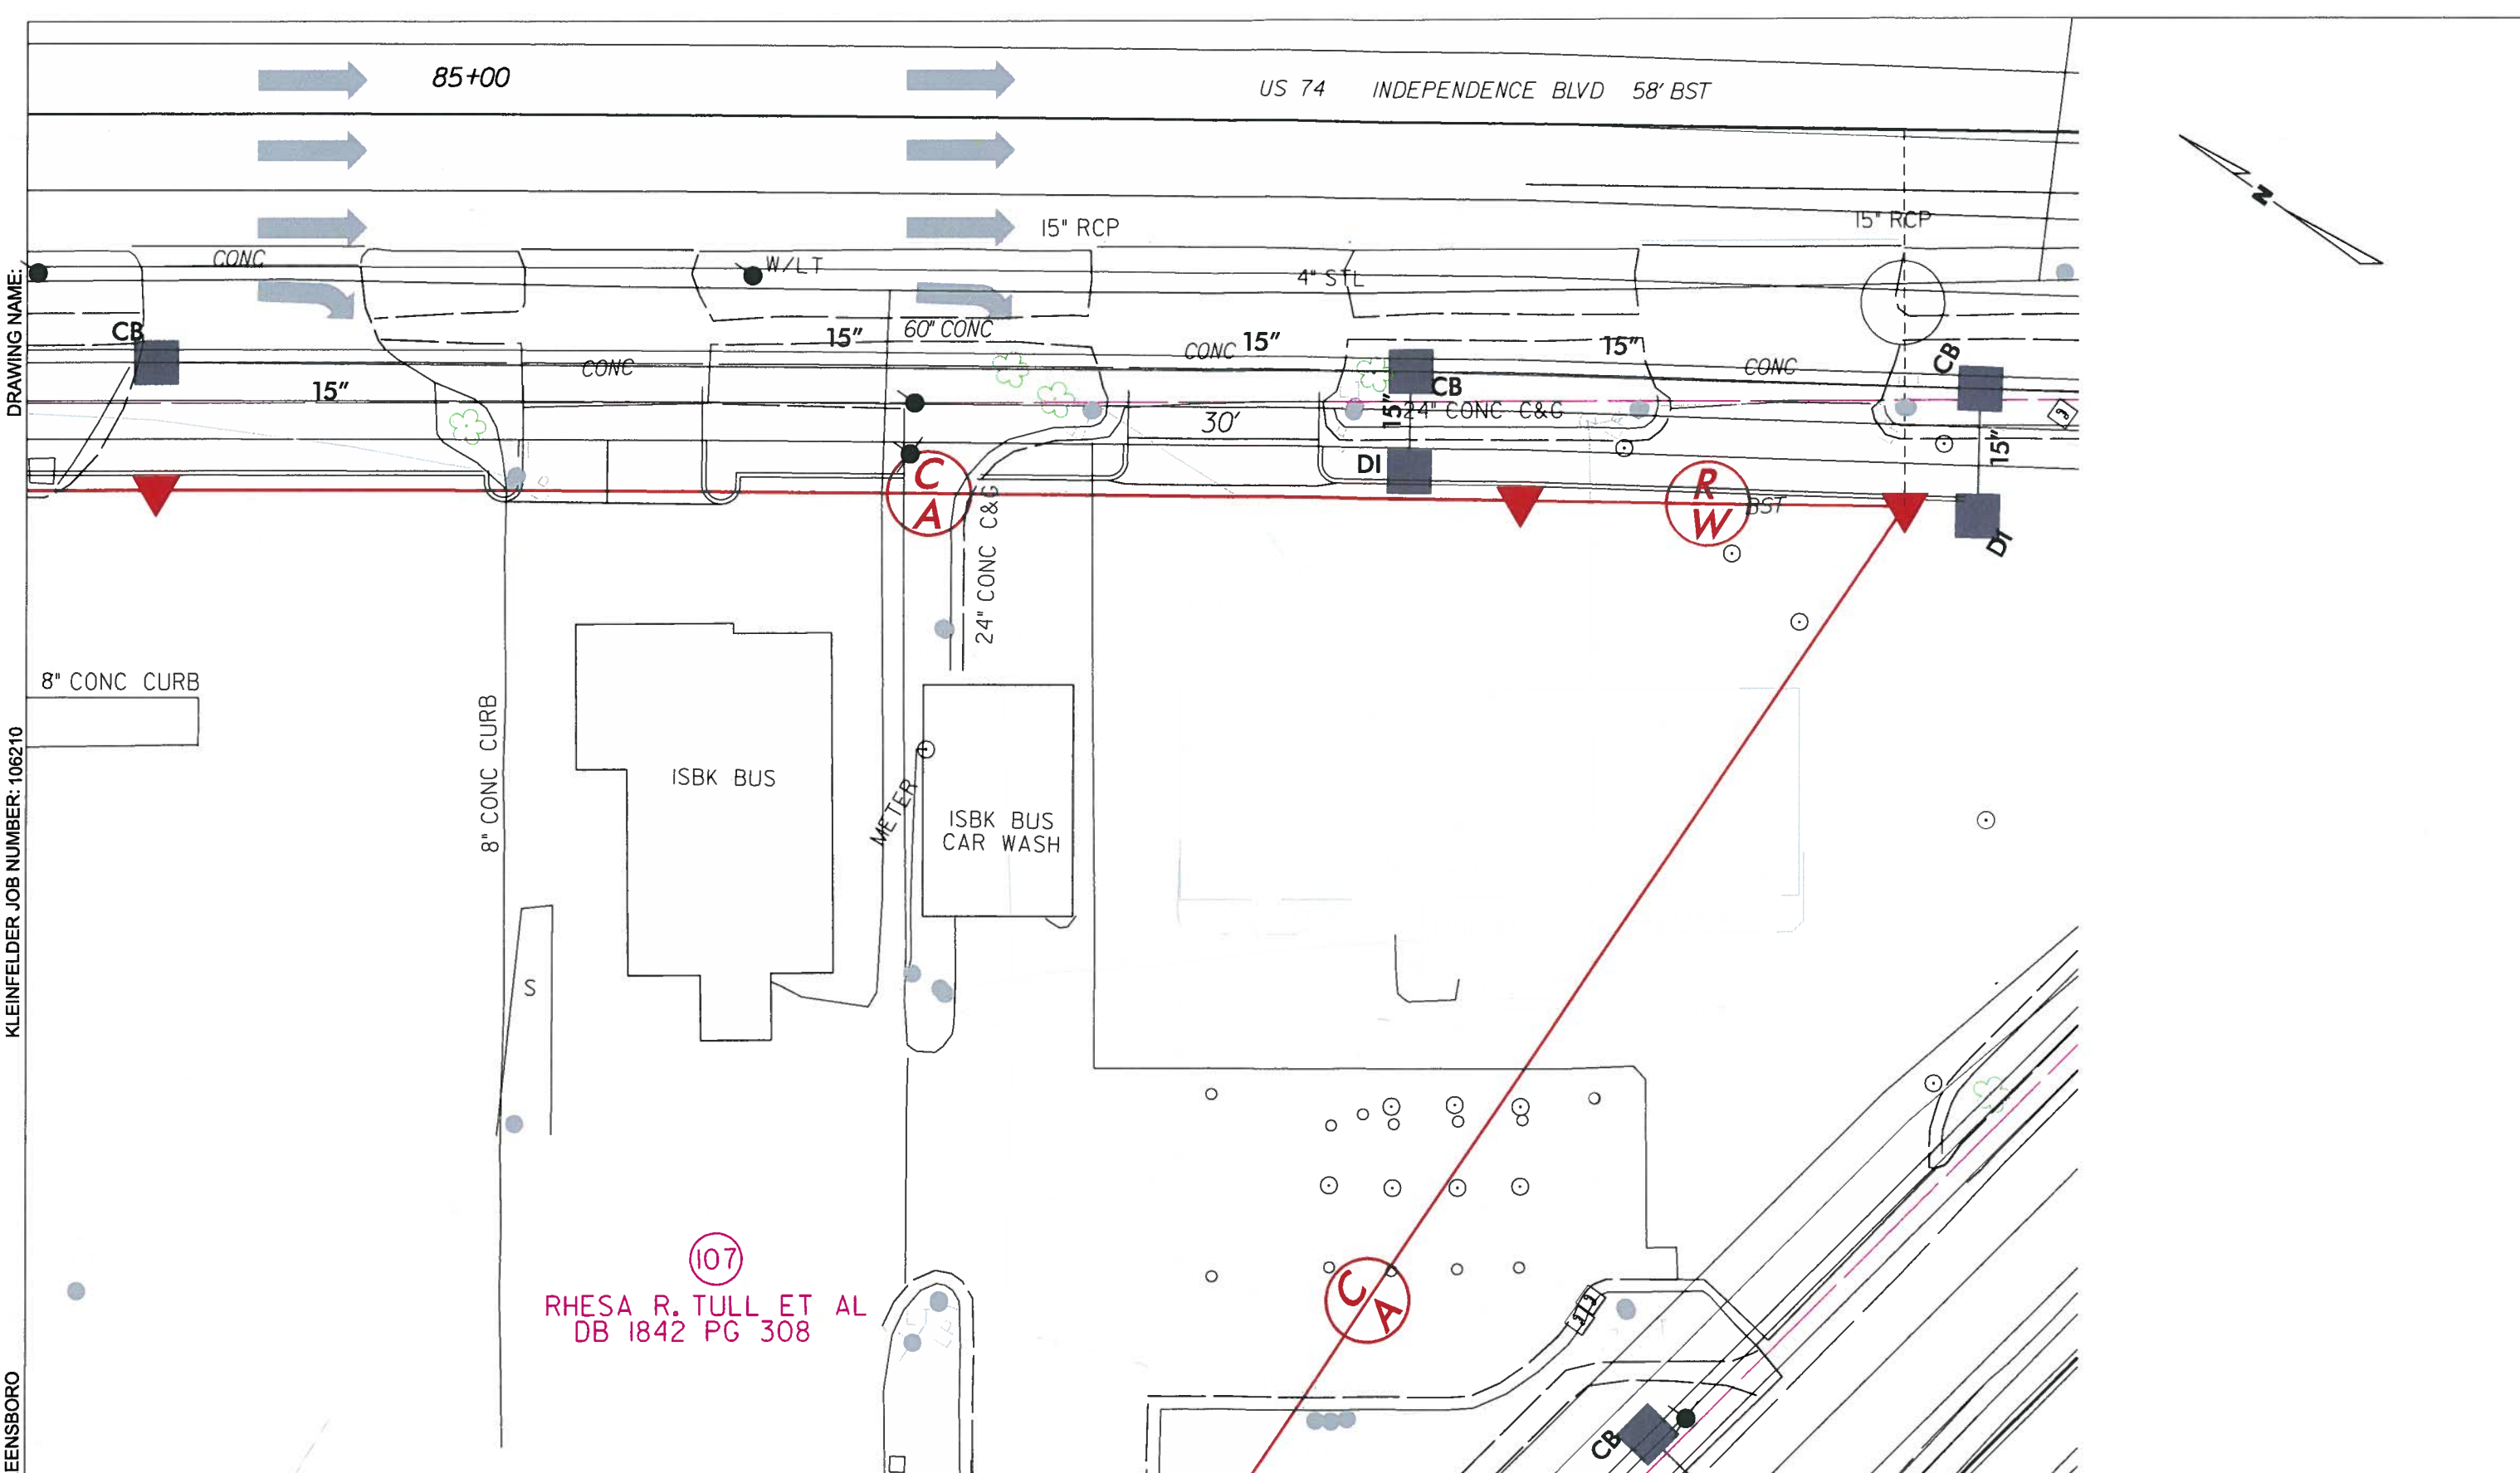 85+00
US 74 INDEPENDENCE BLVD 58' BST
N
15" RCP
15" RCP
CONC
W/LT
4" STL
DRAWING NAME:
CB
15"
60" CONC
CONC
15"
15"
CONC
CONC
CB
15"
CB
24" CONC C&G
15"
30'
15"
DI
C
A
R
W
BST
DI
24" CONC C&G
8" CONC CURB
8" CONC CURB
KLEINFELDER JOB NUMBER: 106210
ISBK BUS
METER
ISBK BUS
CAR WASH
S
107
RHESA R. TULL ET AL
DB 1842 PG 308
C
A
CB
EENSBORO